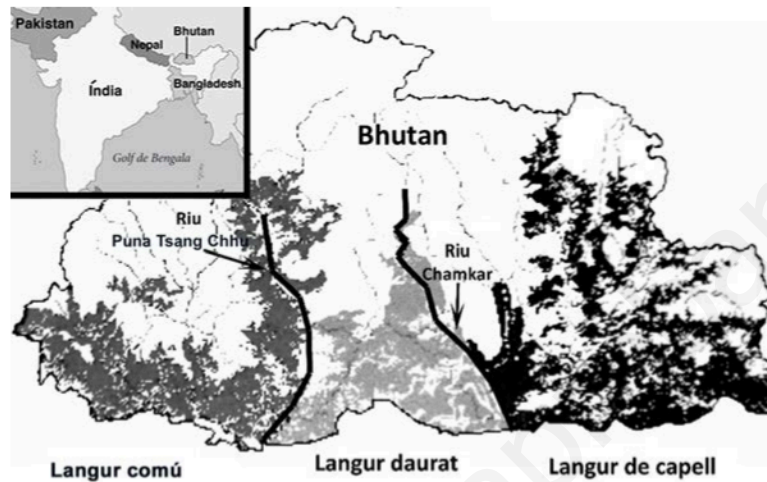 Pakistan
Nepal
Bhutan
Índia
Bangladesh
Golf de Bengala
Bhutan
Riu
Puna Tsang Chhu
Riu
Chamkar
Langur comú
Langur daurat
Langur de capell